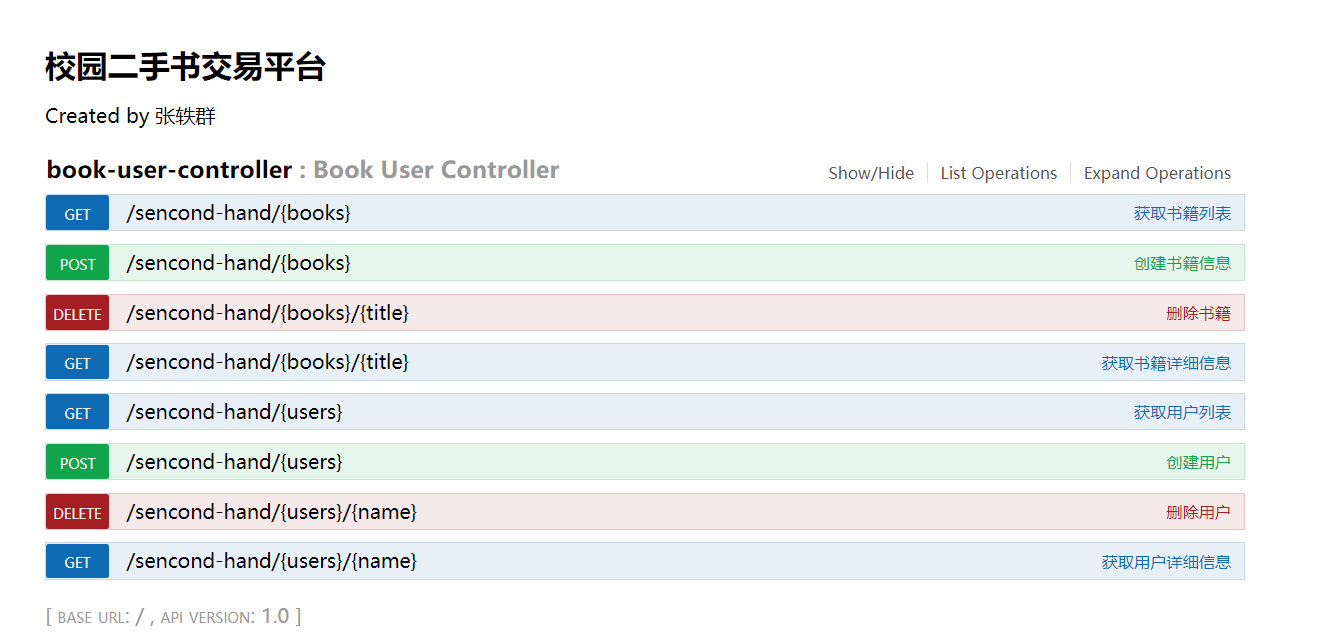 校园二手书交易平台
Created by 张轶群
book-user-controller : Book User Controller Show/Hide List Operations Expand Operations
GET /sencond-hand/{books} 获取书籍列表
POST /sencond-hand/{books} 创建书籍信息
DELETE /sencond-hand/{books}/{title} 删除书籍
GET /sencond-hand/{books}/{title} 获取书籍详细信息
GET /sencond-hand/{users} 获取用户列表
POST /sencond-hand/{users} 创建用户
DELETE /sencond-hand/{users}/{name} 删除用户
GET /sencond-hand/{users}/{name} 获取用户详细信息
[ BASE URL: / , API VERSION: 1.0 ]